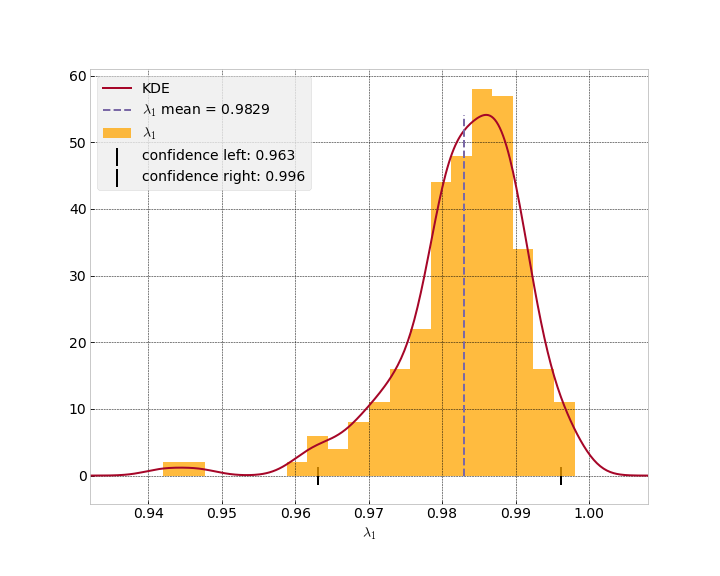 60
50
40
30
20
10
0
KDE
λ₁ mean = 0.9829
λ₁
confidence left: 0.963
confidence right: 0.996
0.94 0.95 0.96 0.97 0.98 0.99 1.00
λ₁